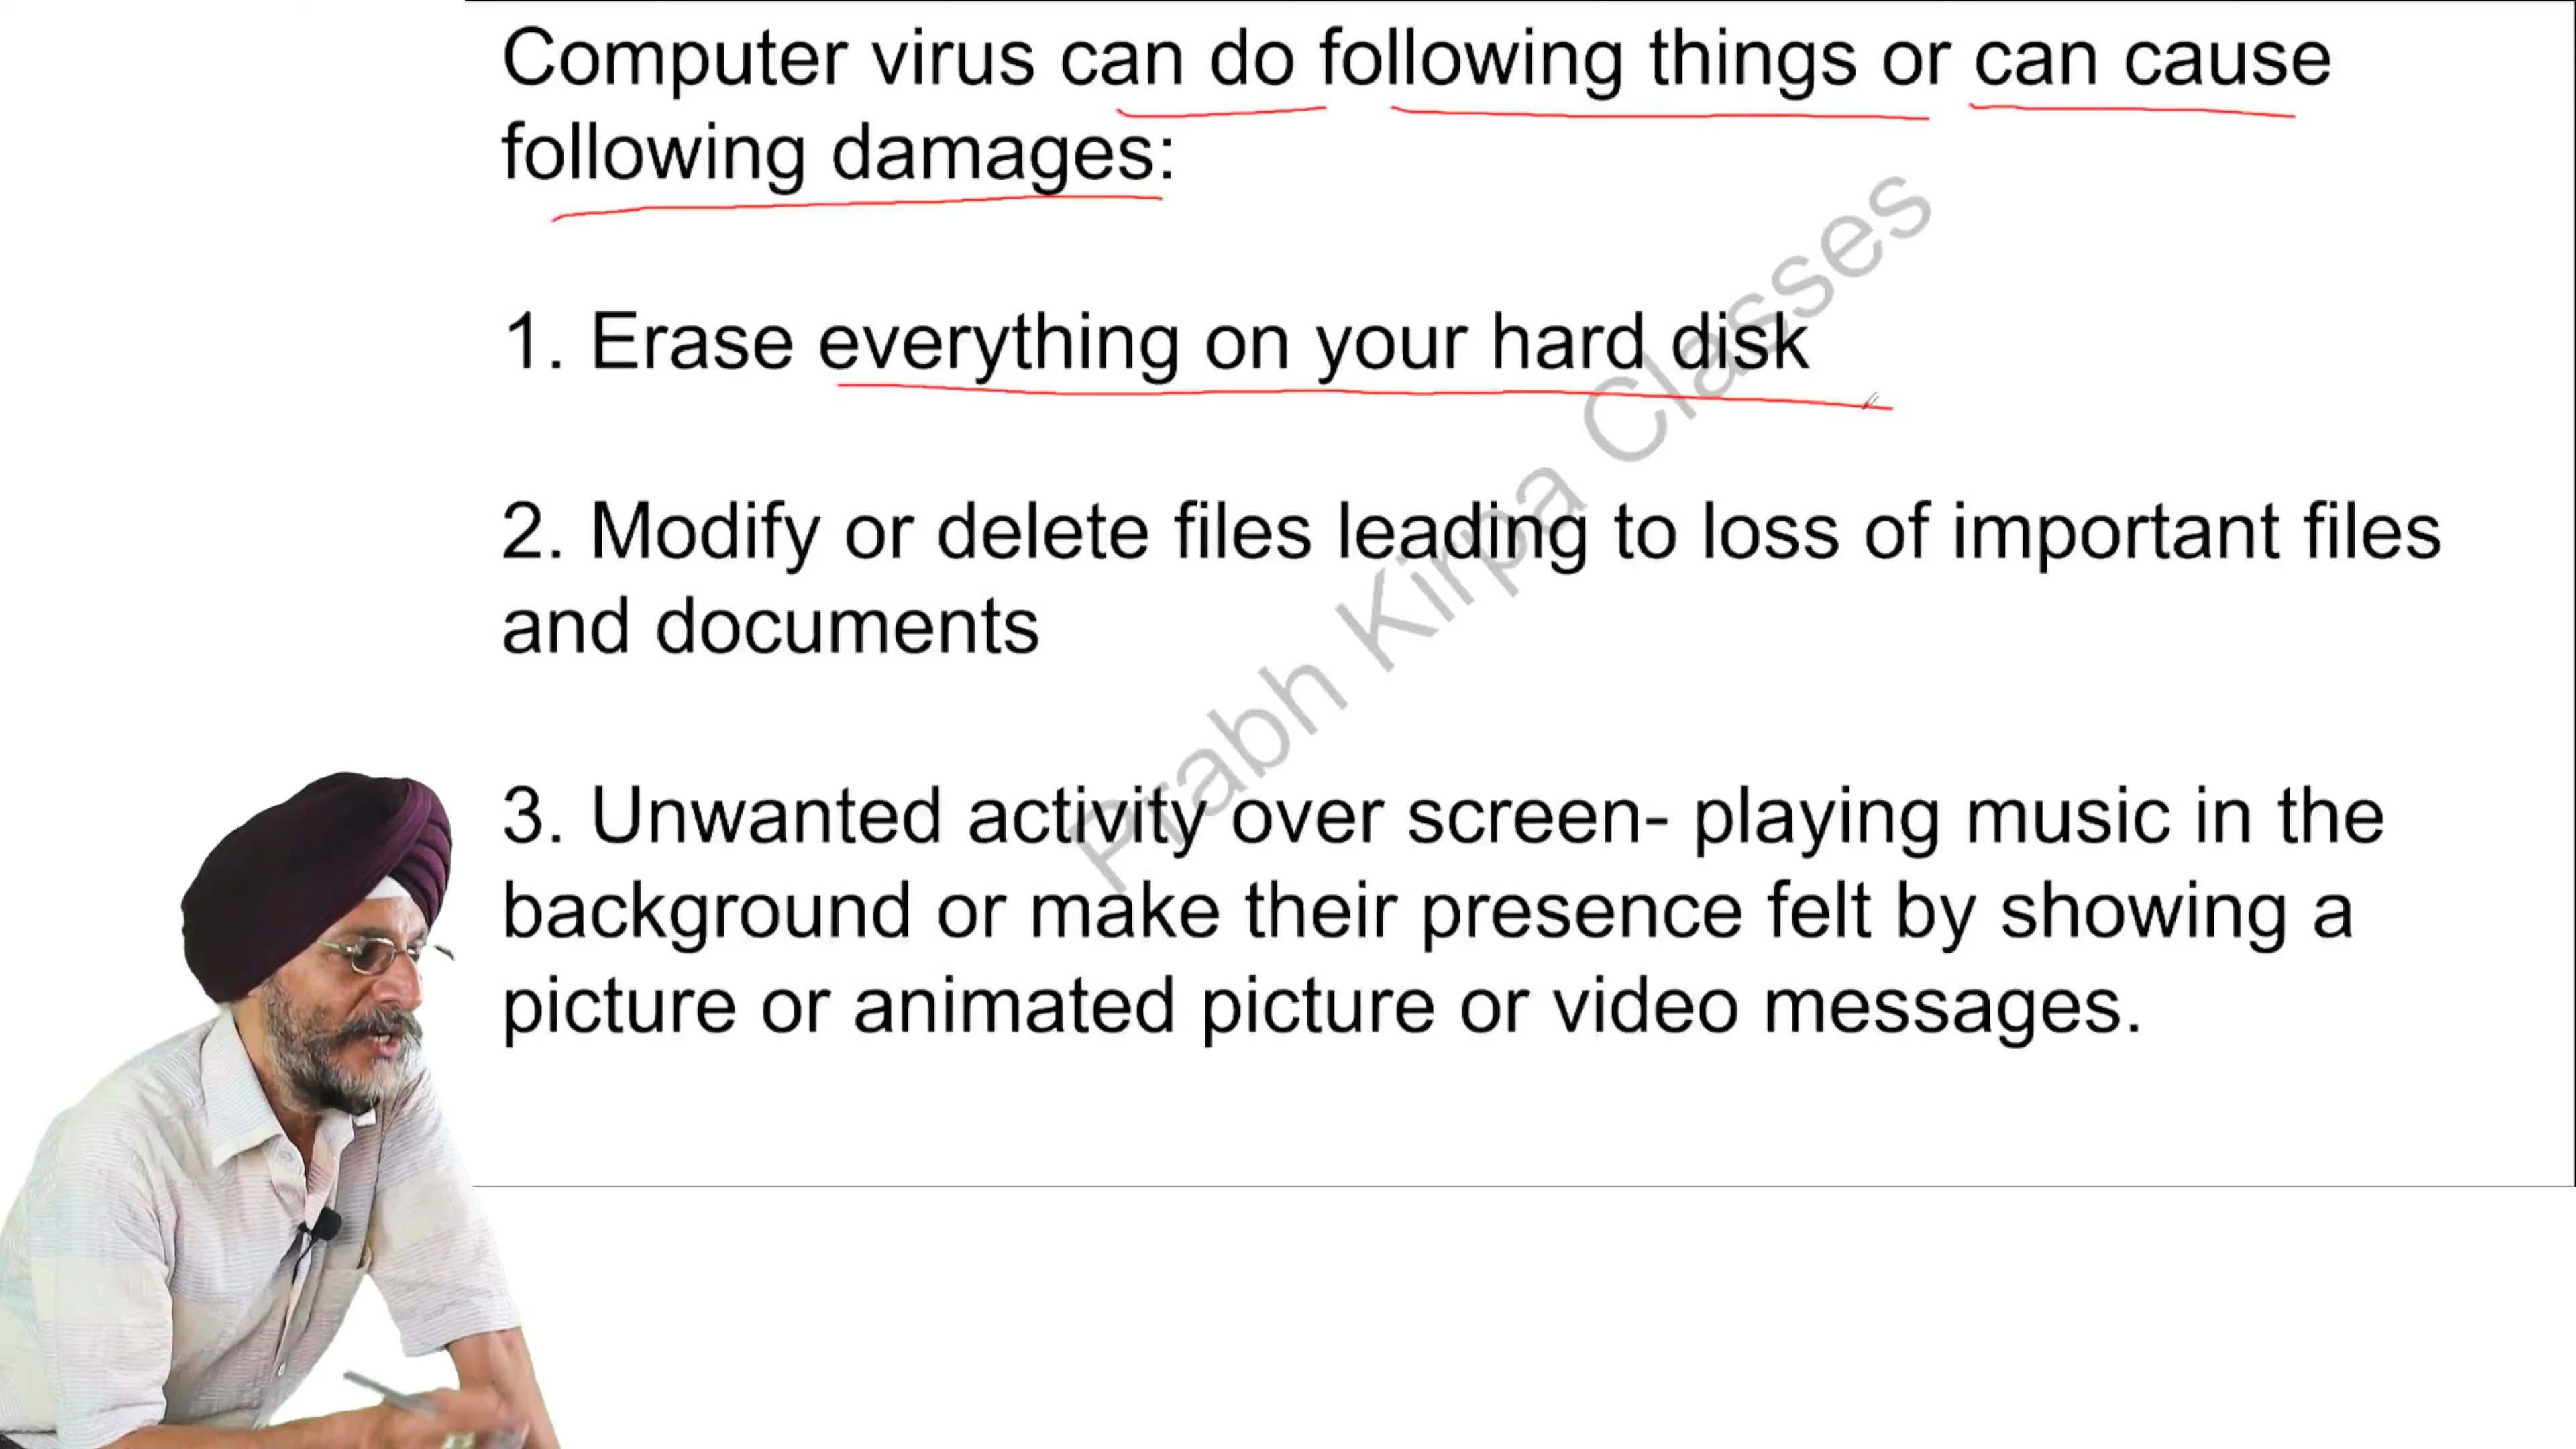 Computer virus can do following things or can cause
following damages:
1. Erase everything on your hard disk
2. Modify or delete files leading to loss of important files
and documents
3. Unwanted activity over screen- playing music in the
background or make their presence felt by showing a
picture or animated picture or video messages.
Prabh Kirpa Classes